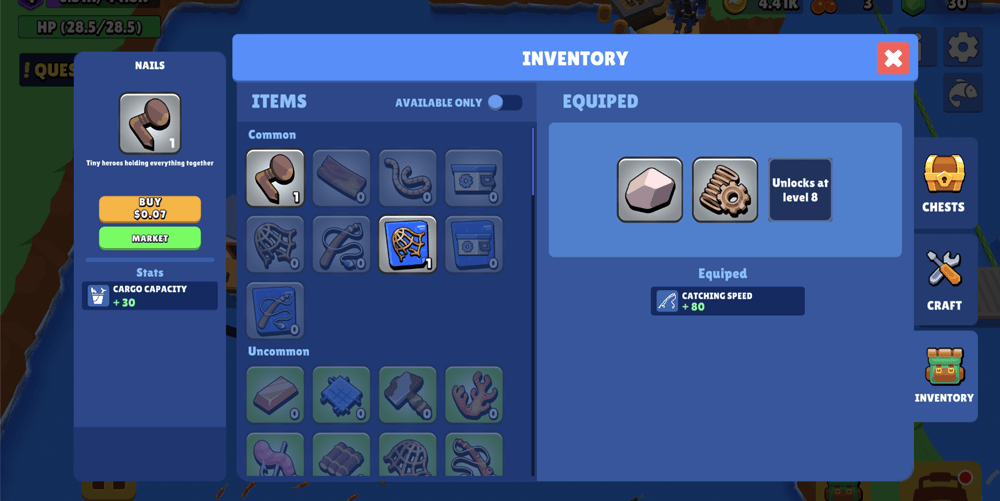 4.41K
3
30
HP (28.5/28.5)
! QUES
INVENTORY
NAILS
1
Tiny heroes holding everything together
BUY
$0.07
MARKET
Stats
CARGO CAPACITY
+ 30
ITEMS
AVAILABLE ONLY
Common
1
0
0
0
0
0
1
0
0
Uncommon
0
0
0
0
EQUIPED
Unlocks at
level 8
Equiped
CATCHING SPEED
+ 80
CHESTS
CRAFT
INVENTORY